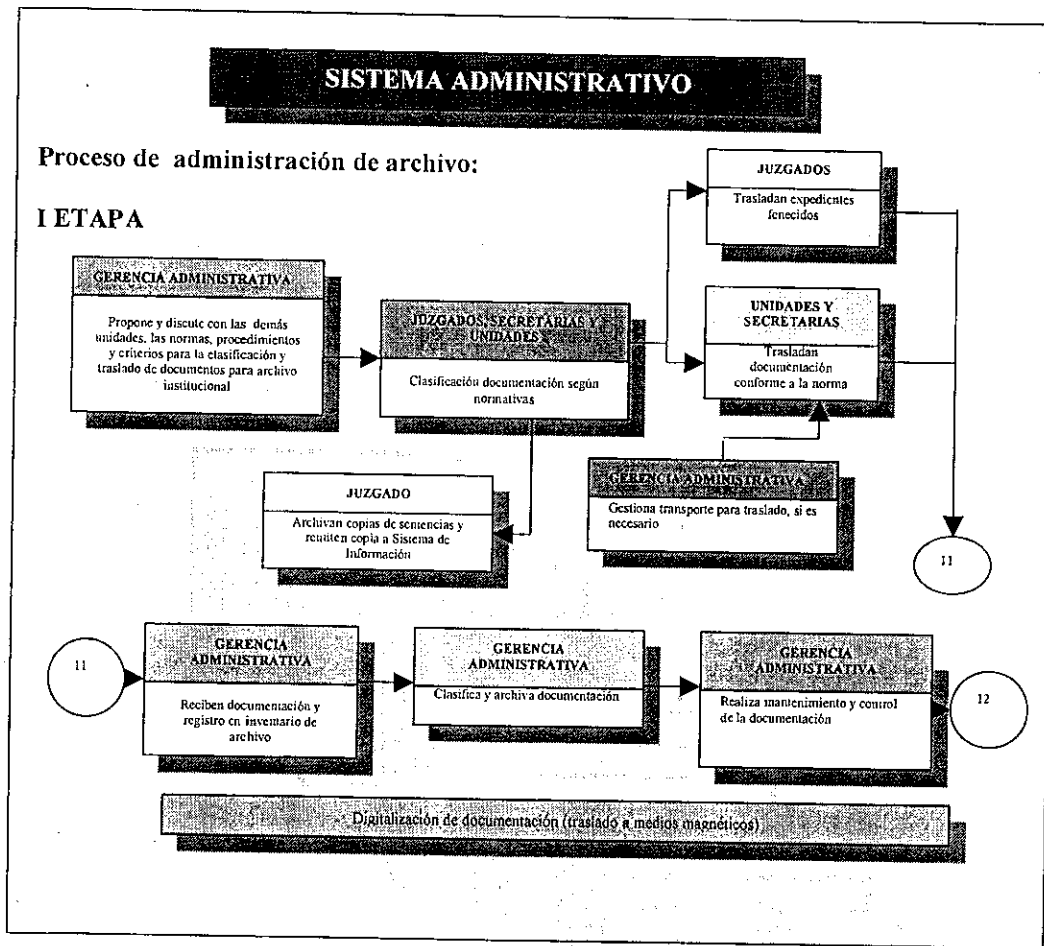 SISTEMA ADMINISTRATIVO
Proceso de administración de archivo:
I ETAPA
GERENCIA ADMINISTRATIVA
Propone y discute con las demás
unidades, las normas, procedimientos
y criterios para la clasificación y
traslado de documentos para archivo
institucional
JUZGADOS, SECRETARIAS Y
UNIDADES
Clasificación documentación según
normativas
JUZGADOS
Trasladan expedientes
fenecidos
UNIDADES Y
SECRETARIAS
Trasladan
documentación
conforme a la norma
JUZGADO
Archivan copias de sentencias y
remiten copia a Sistema de
Información
GERENCIA ADMINISTRATIVA
Gestiona transporte para traslado, si es
necesario
11
11
GERENCIA
ADMINISTRATIVA
Reciben documentación y
registro en inventario de
archivo
GERENCIA
ADMINISTRATIVA
Clasifica y archiva documentación
GERENCIA
ADMINISTRATIVA
Realiza mantenimiento y control
de la documentación
12
Digitalización de documentación (traslado a medios magnéticos)